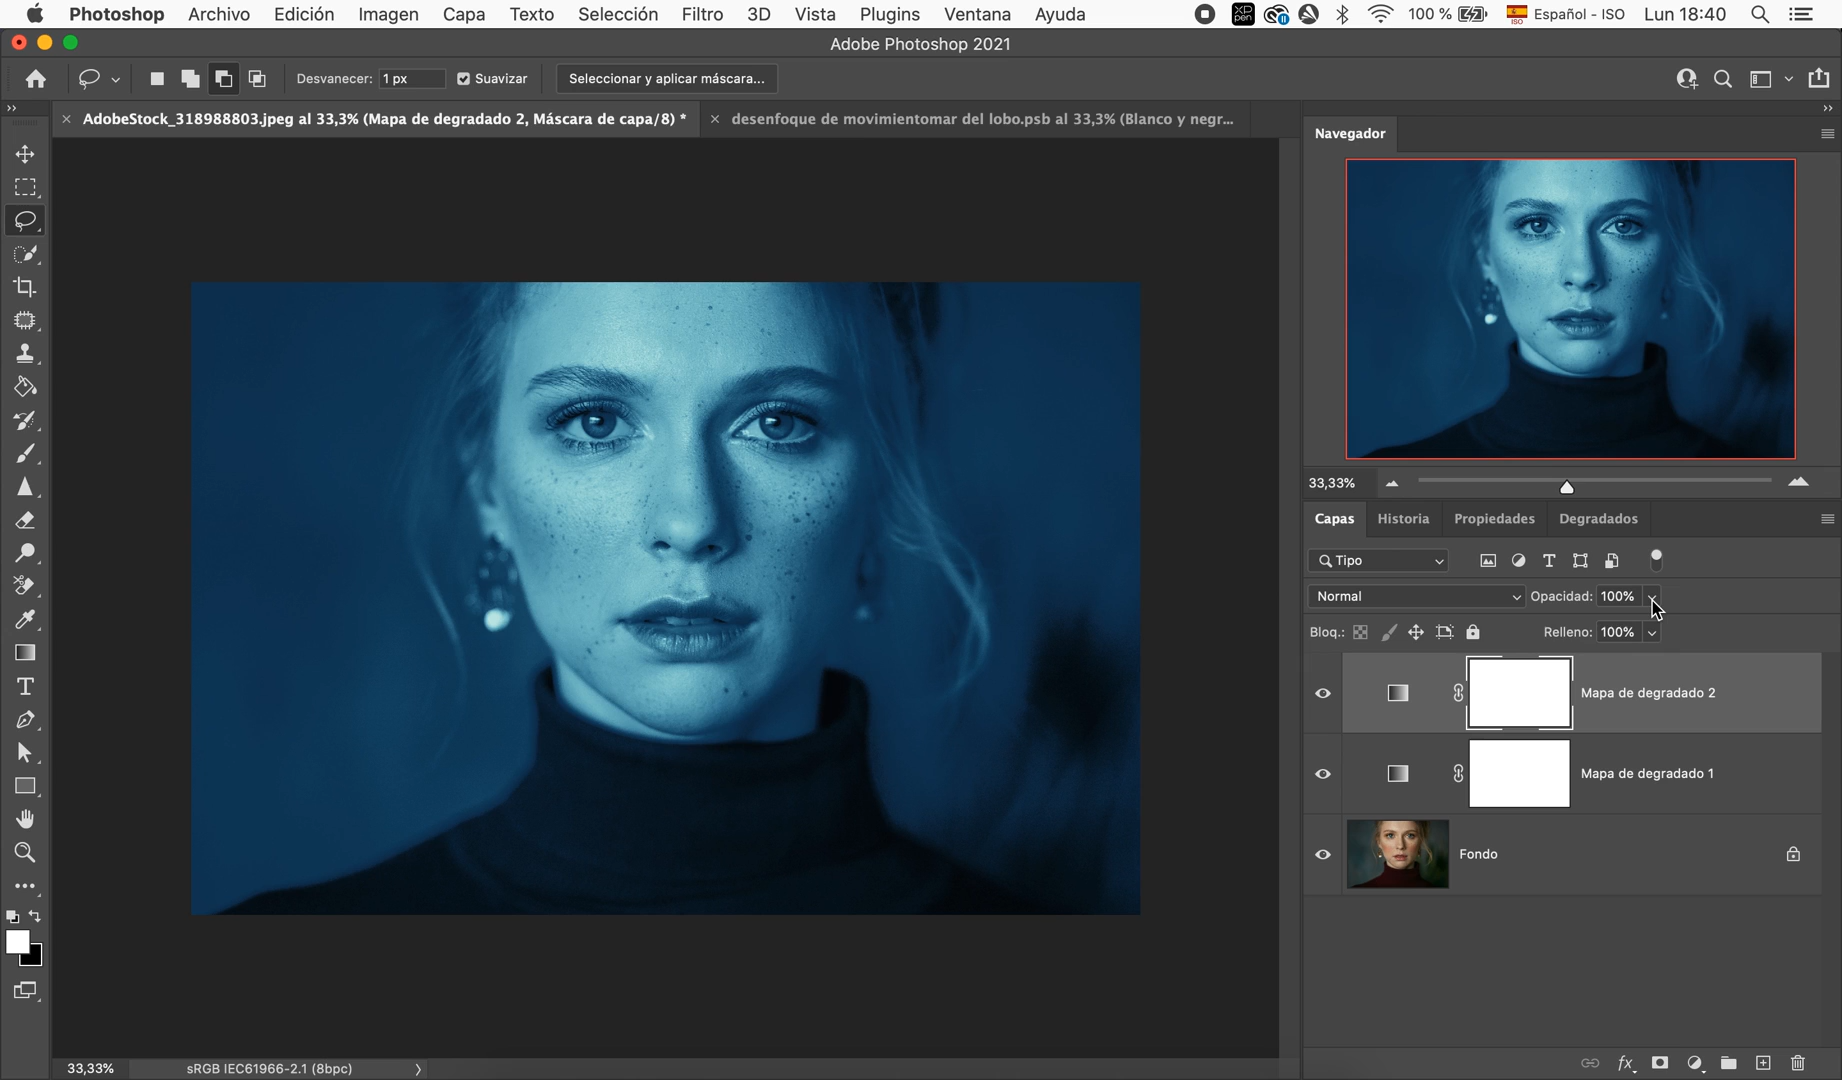 Photoshop Archivo Edición Imagen Capa Texto Selección Filtro 3D Vista Plugins Ventana Ayuda XP pen 100 % ISO Español - ISO Lun 18:40
Adobe Photoshop 2021
Desvanecer: 1 px Suavizar Seleccionar y aplicar máscara...
AdobeStock_318988803.jpeg al 33,3% (Mapa de degradado 2, Máscara de capa/8) *
desenfoque de movimientomar del lobo.psb al 33,3% (Blanco y negr...
Navegador
33,33%
Capas Historia Propiedades Degradados
Tipo
Normal Opacidad: 100%
Bloq.: Relleno: 100%
Mapa de degradado 2
Mapa de degradado 1
Fondo
fx
33,33% sRGB IEC61966-2.1 (8bpc)